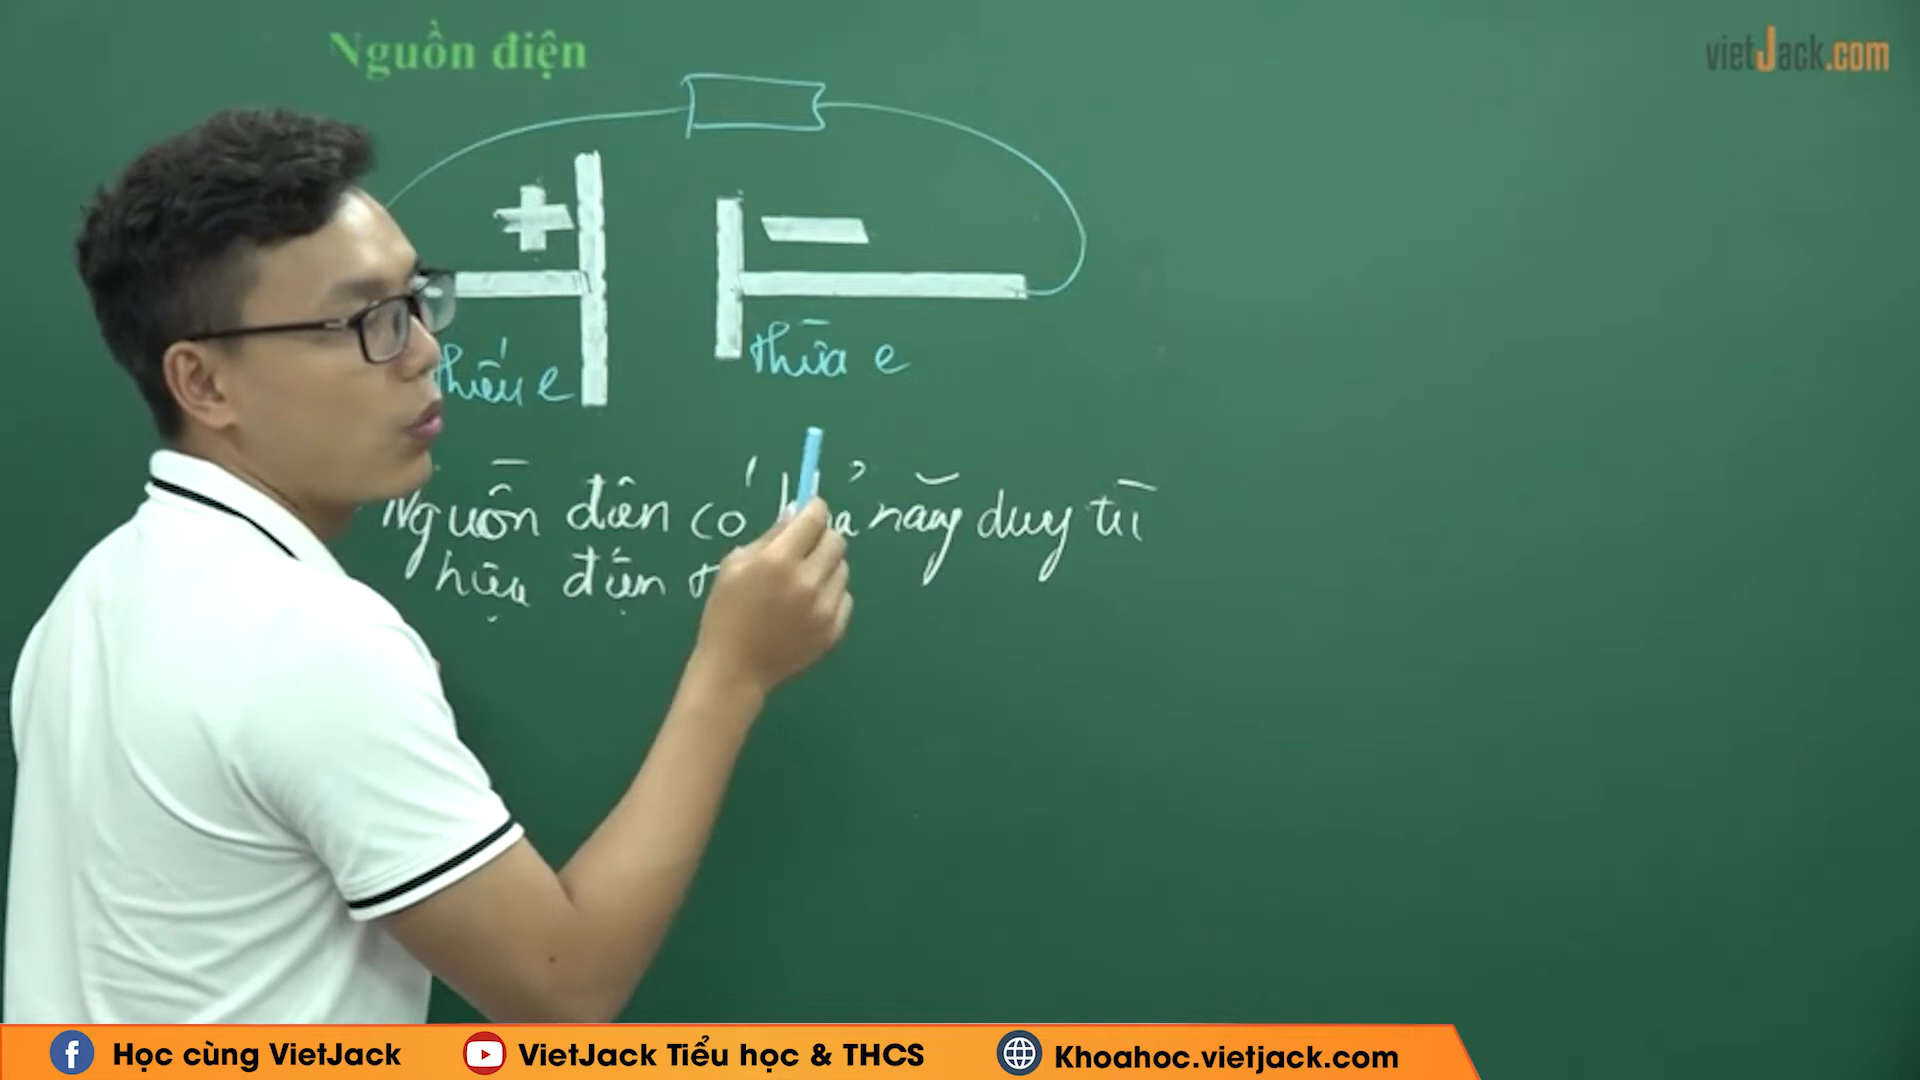 Nguồn điện
vietJack.com
+
−
thiếu e
thừa e
Nguồn điện có khả năng duy trì
hiệu điện
Học cùng VietJack
VietJack Tiểu học & THCS
Khoahoc.vietjack.com